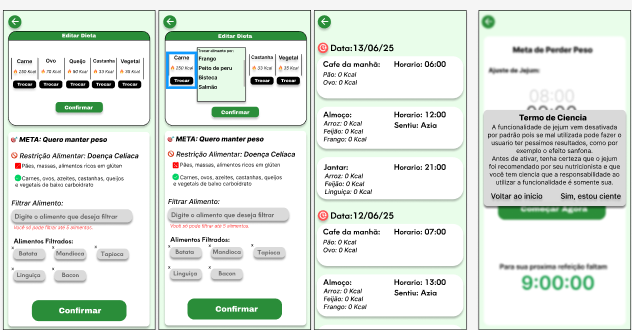 Editar Dieta
Carne Ovo Queijo Castanha Vegetal
250 Kcal 70 Kcal 90 Kcal 33 Kcal 35 Kcal
Trocar Trocar Trocar Trocar Trocar
Confirmar
META: Quero manter peso
Restrição Alimentar: Doença Celíaca
Pães, massas, alimentos ricos em glúten
Carnes, ovos, azeites, castanhas, queijos
e vegetais de baixo carboidrato
Filtrar Alimento:
Digite o alimento que deseja filtrar
Você só pode filtrar até 5 alimentos.
Alimentos Filtrados:
x Batata x Mandioca x Tapioca
x Linguiça x Bacon
Confirmar
Editar Dieta
Carne
250 Kcal
Trocar
Trocar alimento por:
Frango
Peito de peru
Bisteca
Salmão
Castanha Vegetal
33 Kcal 35 Kcal
Trocar Trocar
Confirmar
META: Quero manter peso
Restrição Alimentar: Doença Celíaca
Pães, massas, alimentos ricos em glúten
Carnes, ovos, azeites, castanhas, queijos
e vegetais de baixo carboidrato
Filtrar Alimento:
Digite o alimento que deseja filtrar
Você só pode filtrar até 5 alimentos.
Alimentos Filtrados:
x Batata x Mandioca x Tapioca
x Linguiça x Bacon
Confirmar
Data:13/06/25
Cafe da manhã: Horario: 06:00
Pão: 0 Kcal
Ovo: 0 Kcal
Almoço: Horario: 12:00
Arroz: 0 Kcal Sentiu: Azia
Feijão: 0 Kcal
Frango: 0 Kcal
Jantar: Horario: 21:00
Arroz: 0 Kcal
Feijão: 0 Kcal
Linguiça: 0 Kcal
Data:12/06/25
Cafe da manhã: Horario: 07:00
Pão: 0 Kcal
Ovo: 0 Kcal
Almoço: Horario: 13:00
Arroz: 0 Kcal Sentiu: Azia
Feijão: 0 Kcal
Frango: 0 Kcal
Meta de Perder Peso
Ajuste de Jejum:
08:00
Termo de Ciencia
A funcionalidade de jejum vem desativada
por padrão pois se mal utilizada pode fazer o
usuario ter pessimos resultados, como por
exemplo o efeito sanfona.
Antes de ativar, tenha certeza que o jejum
foi recomendado por seu nutricionista e que
você tem ciencia que a responsabilidade ao
utilizar a funcionalidade é somente sua.
Voltar ao inicio Sim, estou ciente
Começar Agora
Para sua proxima refeição faltam
9:00:00